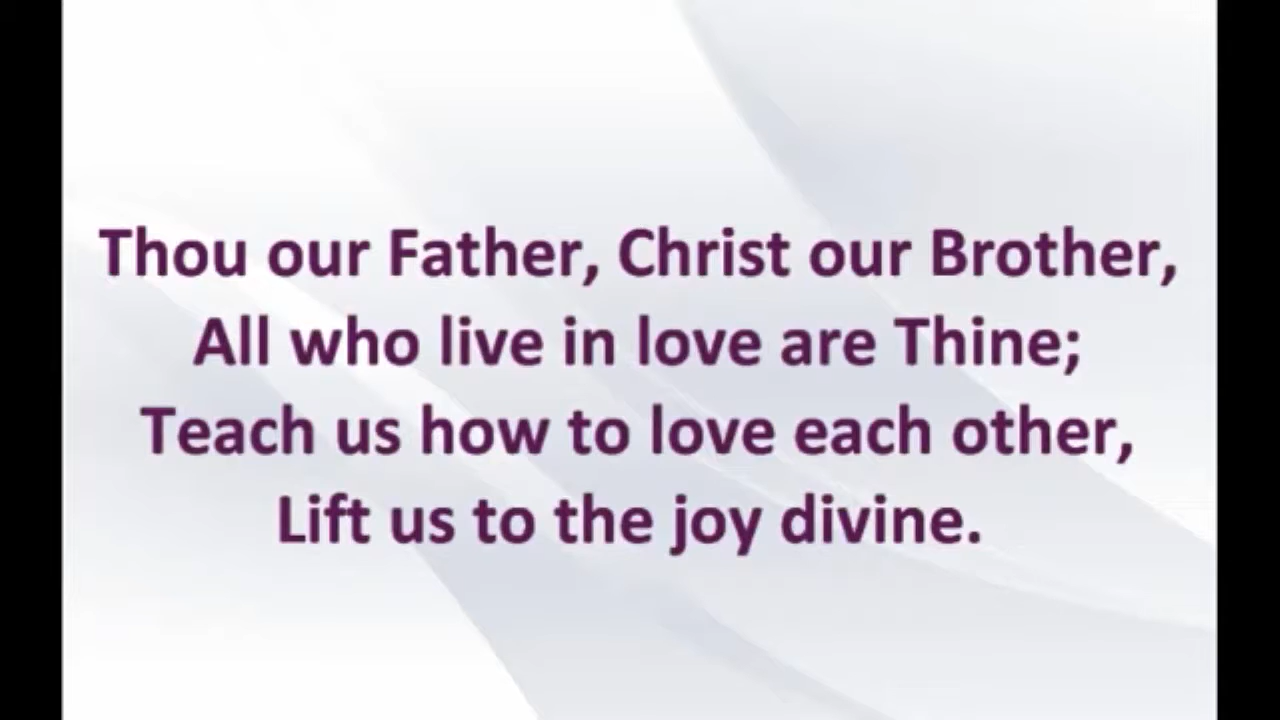 Thou our Father, Christ our Brother,
All who live in love are Thine;
Teach us how to love each other,
Lift us to the joy divine.